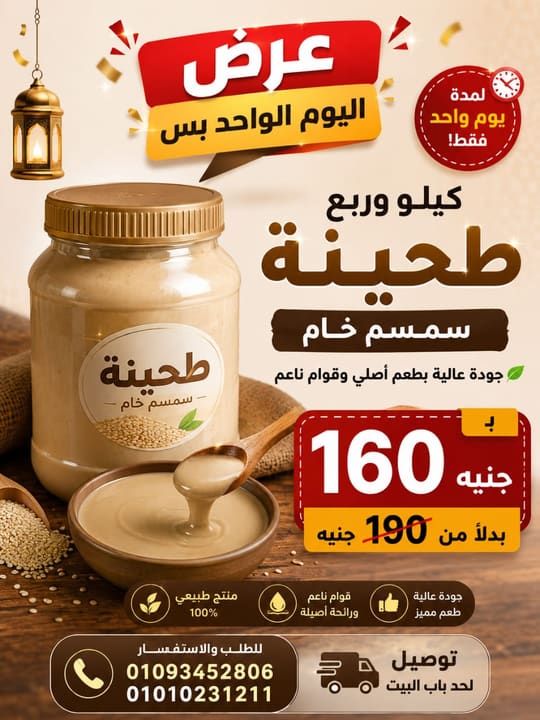 عرض
اليوم الواحد بس
لمدة
يوم واحد
فقط!
كيلو وربع
طحينة
سمسم خام
جودة عالية بطعم أصلي وقوام ناعم
طحينة
سمسم خام
بـ
160 جنيه
بدلاً من 190 جنيه
جودة عالية
طعم مميز
قوام ناعم
ورائحة أصيلة
منتج طبيعي
100%
توصيل
لحد باب البيت
للطلب والاستفسار
01093452806
01010231211